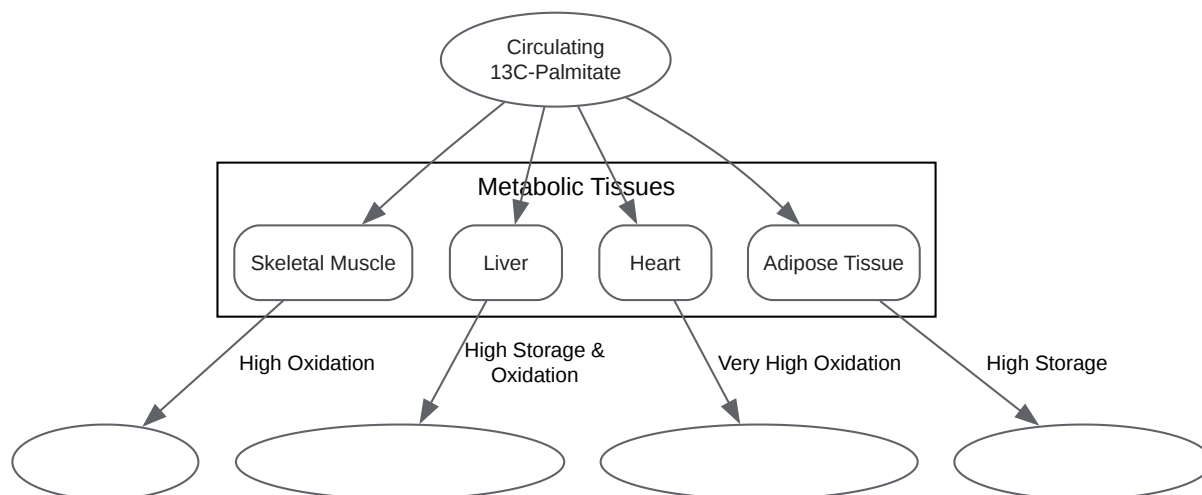 Circulating
13C-Palmitate
Metabolic Tissues
Skeletal Muscle
Liver
Heart
Adipose Tissue
High Oxidation
High Storage &
Oxidation
Very High Oxidation
High Storage